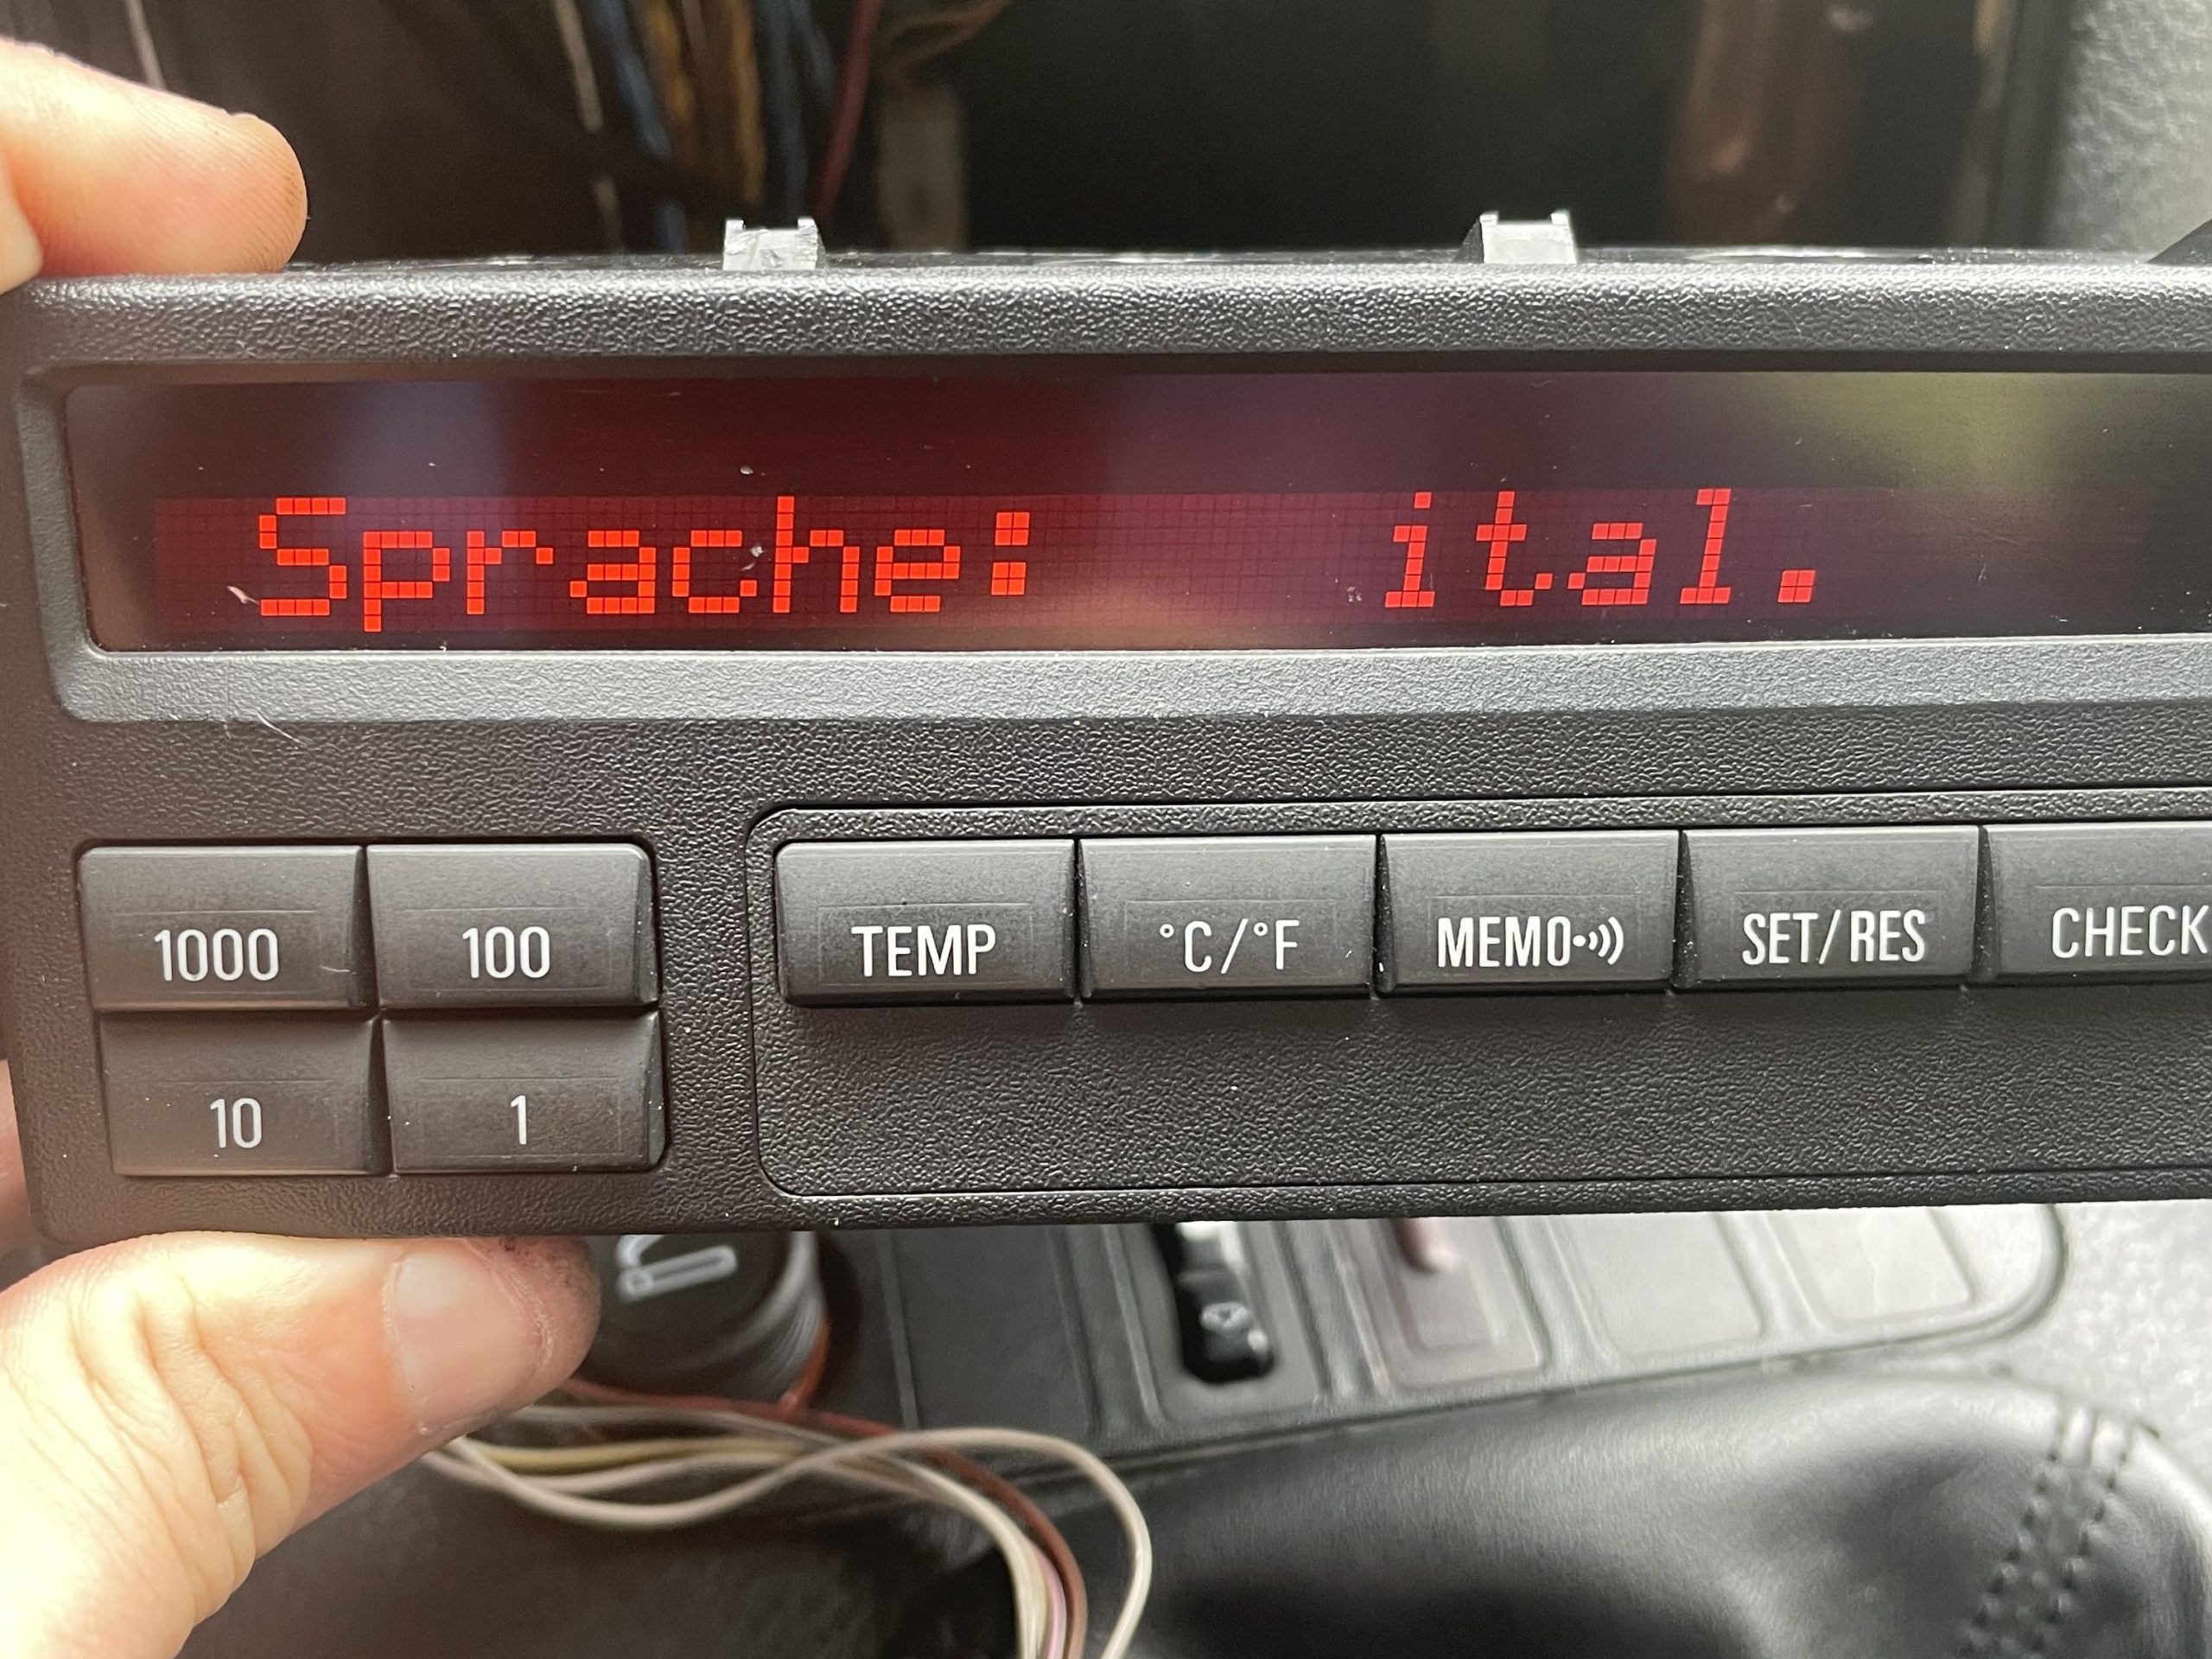 Sprache: ital.
1000 100
TEMP °C/°F MEMO SET/RES CHECK
10 1